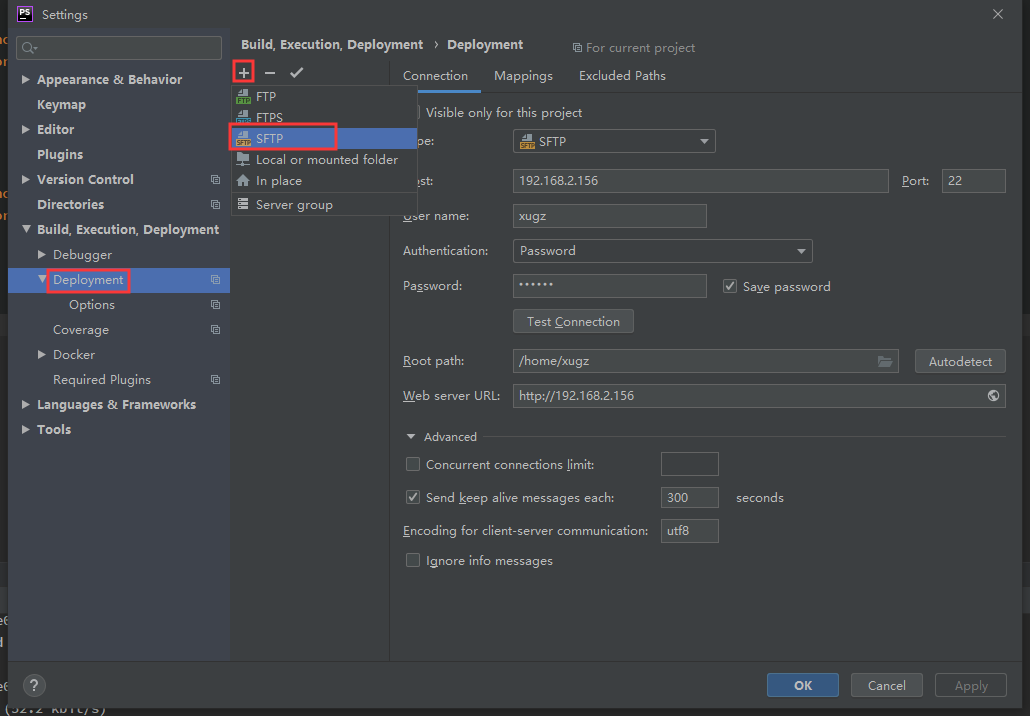 PS Settings
Build, Execution, Deployment › Deployment
For current project
Appearance & Behavior
Keymap
Editor
Plugins
Version Control
Directories
Build, Execution, Deployment
Debugger
Deployment
Options
Coverage
Docker
Required Plugins
Languages & Frameworks
Tools
FTP
FTPS
SFTP
Local or mounted folder
In place
Server group
Connection Mappings Excluded Paths
Visible only for this project
pe: SFTP
st: 192.168.2.156 Port: 22
User name: xugz
Authentication: Password
Password: •••••• Save password
Test Connection
Root path: /home/xugz Autodetect
Web server URL: http://192.168.2.156
Advanced
Concurrent connections limit:
Send keep alive messages each: 300 seconds
Encoding for client-server communication: utf8
Ignore info messages
? OK Cancel Apply